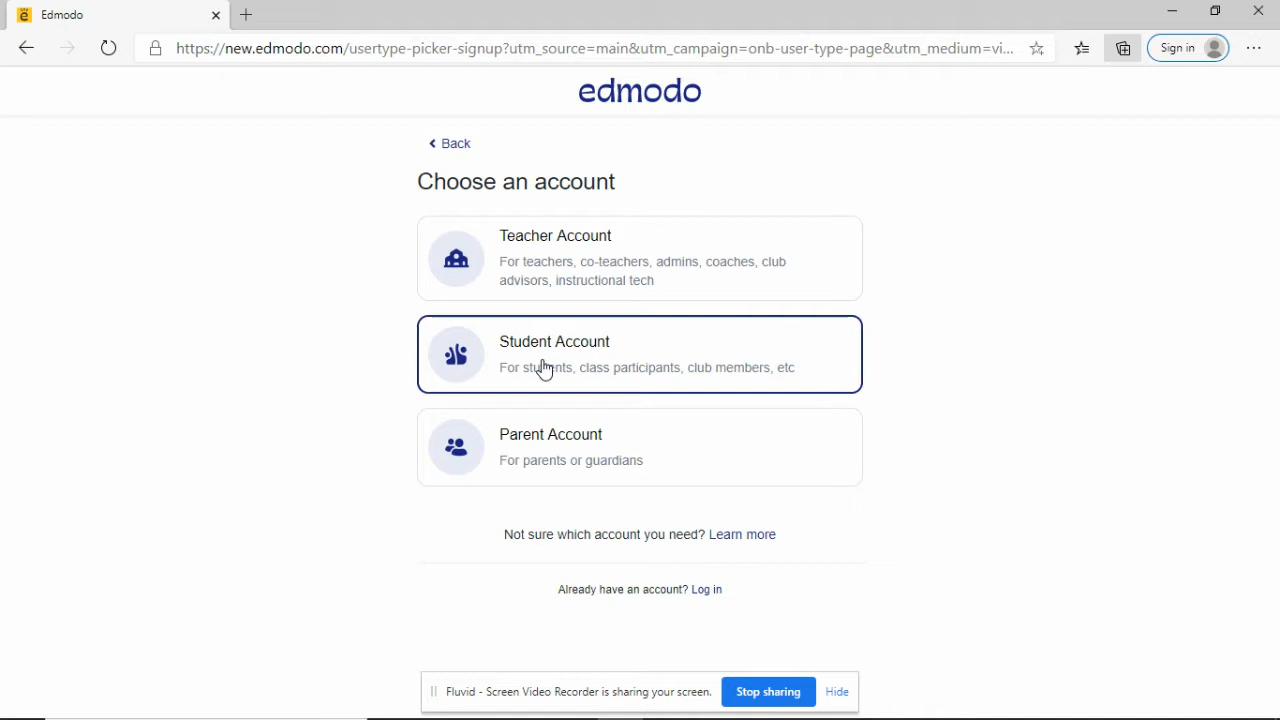 Edmodo
https://new.edmodo.com/usertype-picker-signup?utm_source=main&utm_campaign=onb-user-type-page&utm_medium=vi...
Sign in
edmodo
Back
Choose an account
Teacher Account
For teachers, co-teachers, admins, coaches, club
advisors, instructional tech
Student Account
For students, class participants, club members, etc
Parent Account
For parents or guardians
Not sure which account you need? Learn more
Already have an account? Log in
Fluvid - Screen Video Recorder is sharing your screen.
Stop sharing
Hide